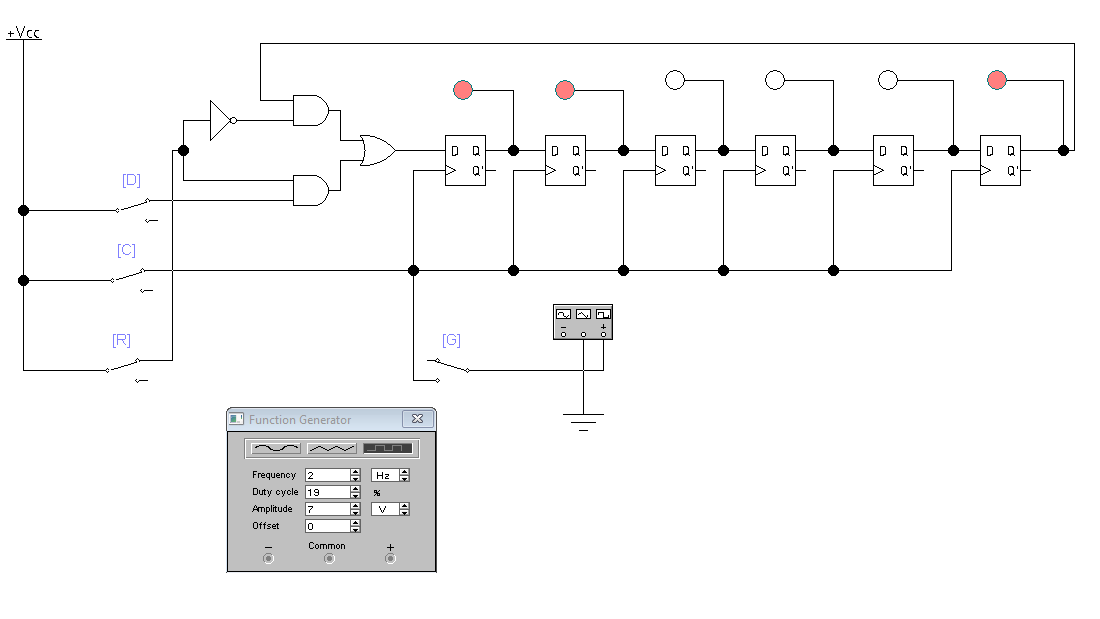 +Vcc
D Q D Q D Q D Q D Q D Q
Q' Q' Q' Q' Q' Q'
[D]
[C]
[R]
[G]
− +
Function Generator
Frequency 2 Hz
Duty cycle 19 %
Amplitude 7 V
Offset 0
− Common +